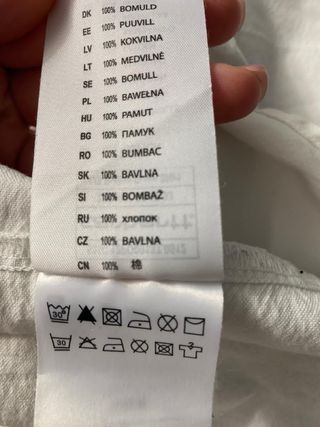 DK 100% BOMULD
EE 100% PUUVILL
LV 100% KOKVILNA
LT 100% MEDVILNĖ
SE 100% BOMULL
PL 100% BAWEŁNA
HU 100% PAMUT
BG 100% ПАМУК
RO 100% BUMBAC
SK 100% BAVLNA
SI 100% BOMBAŽ
RU 100% хлопок
CZ 100% BAVLNA
CN 100% 棉
30°
30 3